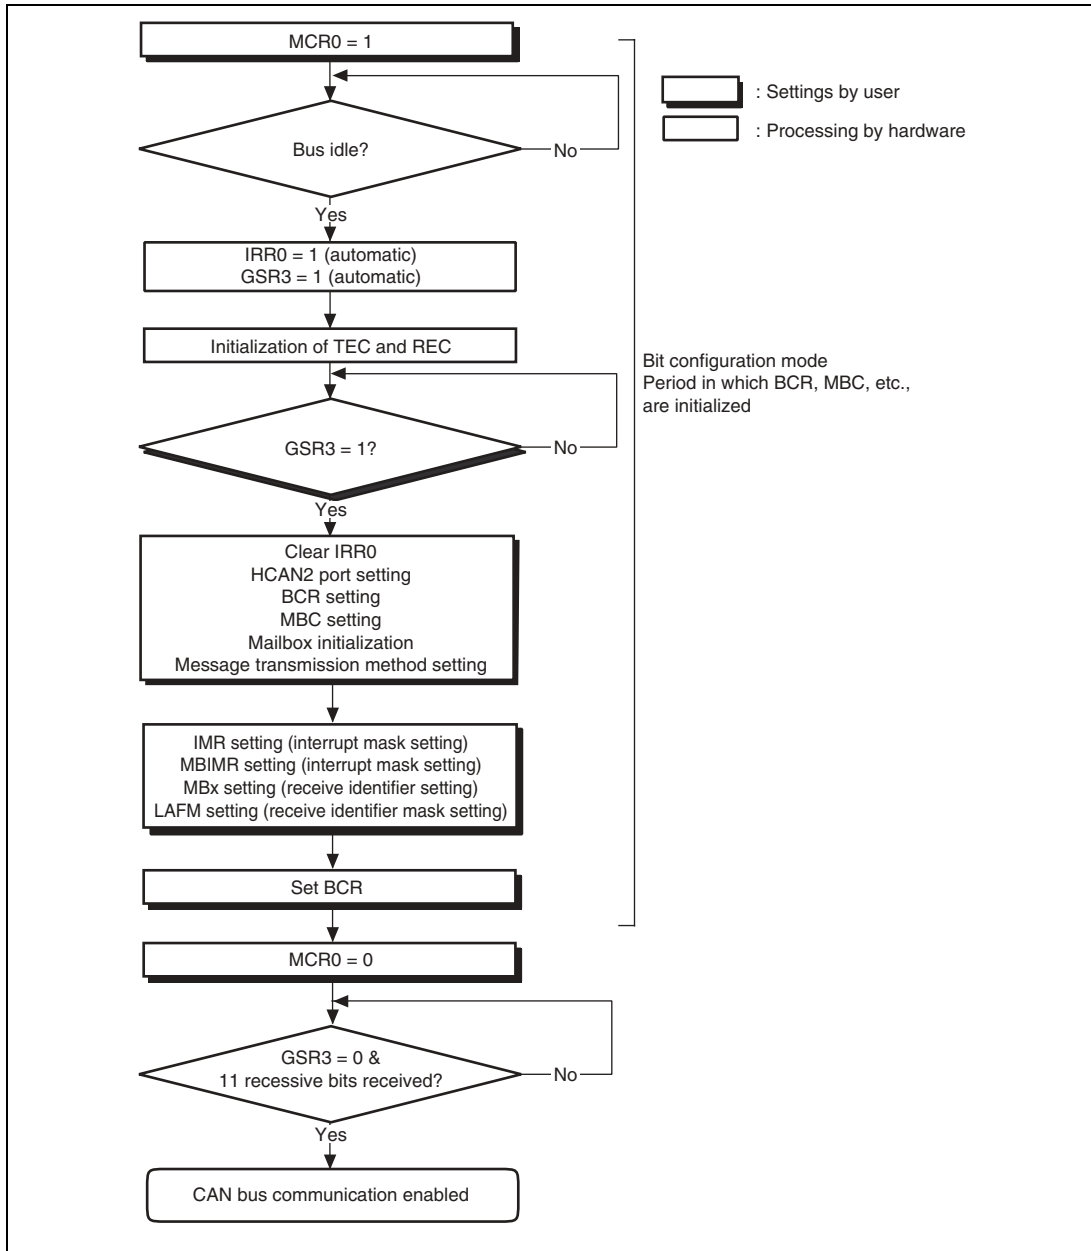 MCR0 = 1
: Settings by user
: Processing by hardware
Bus idle?
No
Yes
IRR0 = 1 (automatic)
GSR3 = 1 (automatic)
Initialization of TEC and REC
Bit configuration mode
Period in which BCR, MBC, etc.,
are initialized
GSR3 = 1?
No
Yes
Clear IRR0
HCAN2 port setting
BCR setting
MBC setting
Mailbox initialization
Message transmission method setting
IMR setting (interrupt mask setting)
MBIMR setting (interrupt mask setting)
MBx setting (receive identifier setting)
LAFM setting (receive identifier mask setting)
Set BCR
MCR0 = 0
GSR3 = 0 &
11 recessive bits received?
No
Yes
CAN bus communication enabled